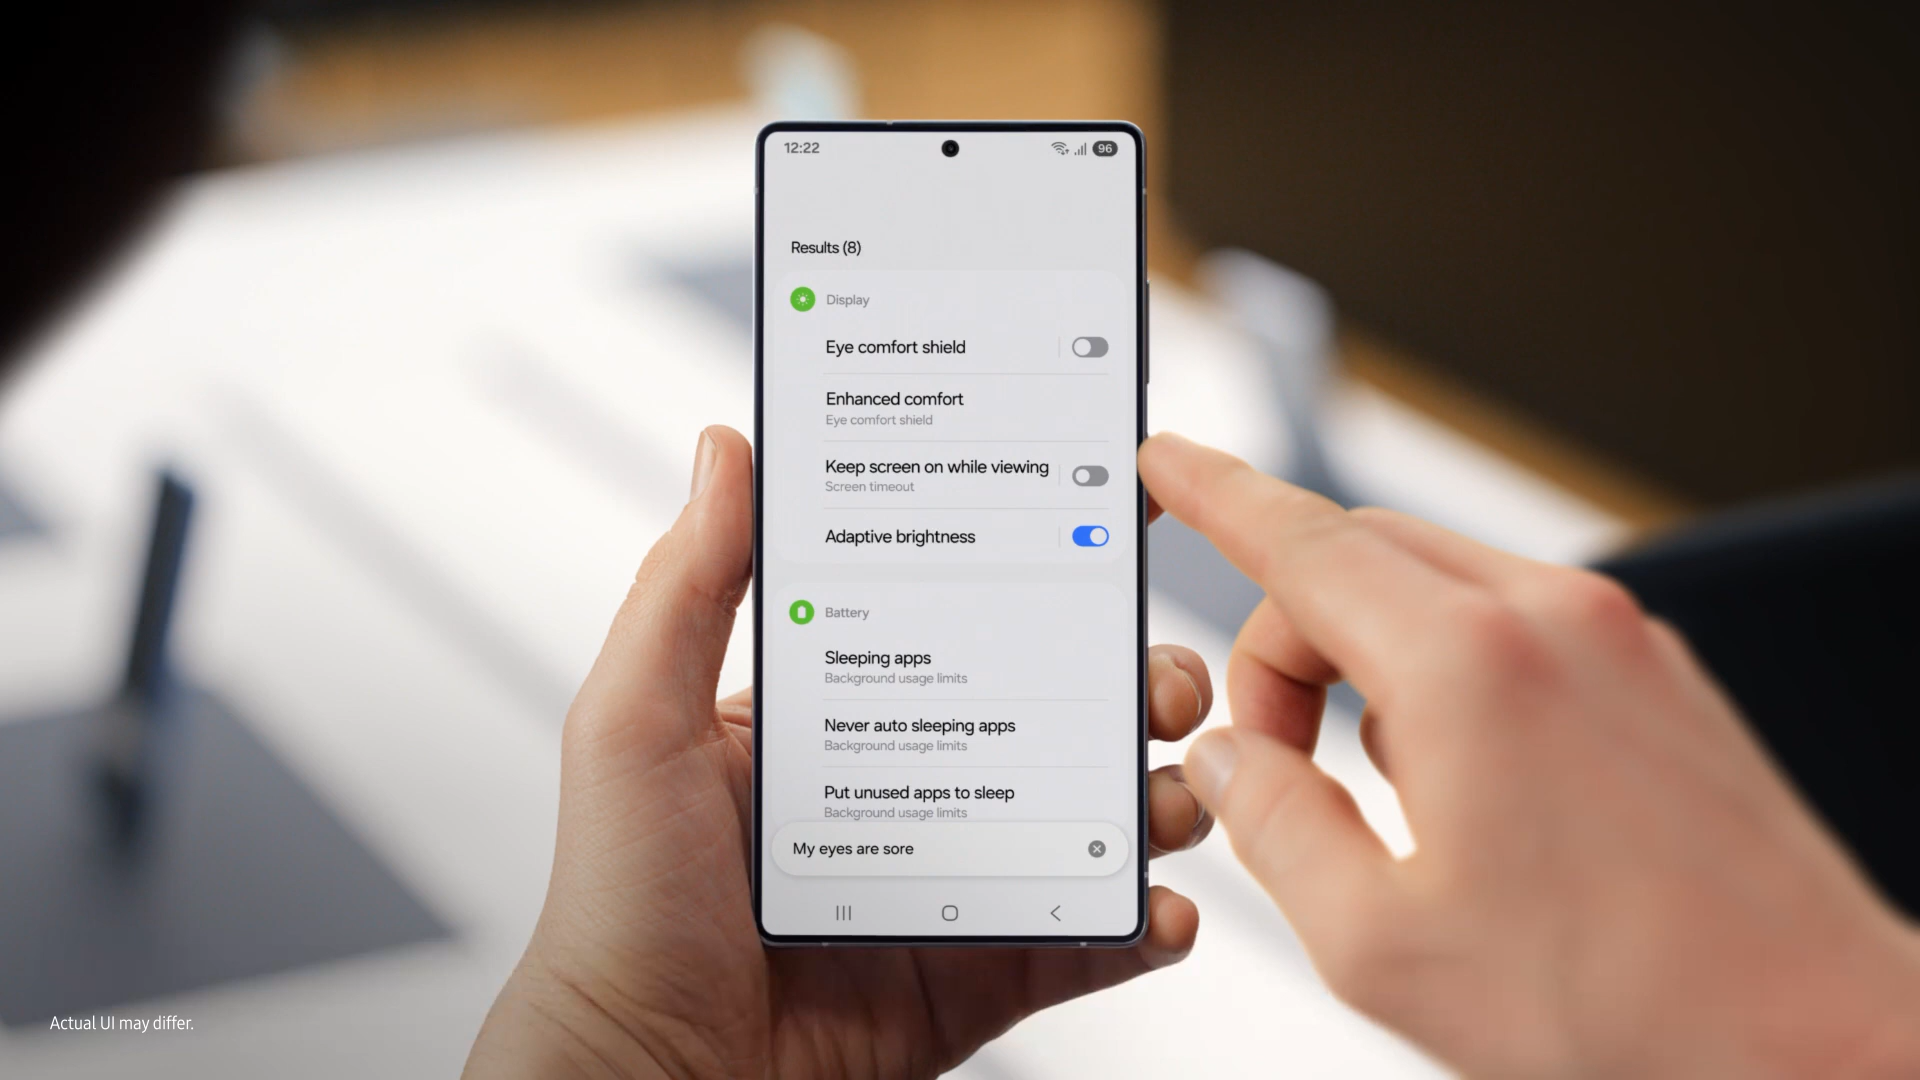 12:22
96
Results (8)
Display
Eye comfort shield
Enhanced comfort
Eye comfort shield
Keep screen on while viewing
Screen timeout
Adaptive brightness
Battery
Sleeping apps
Background usage limits
Never auto sleeping apps
Background usage limits
Put unused apps to sleep
Background usage limits
My eyes are sore
Actual UI may differ.